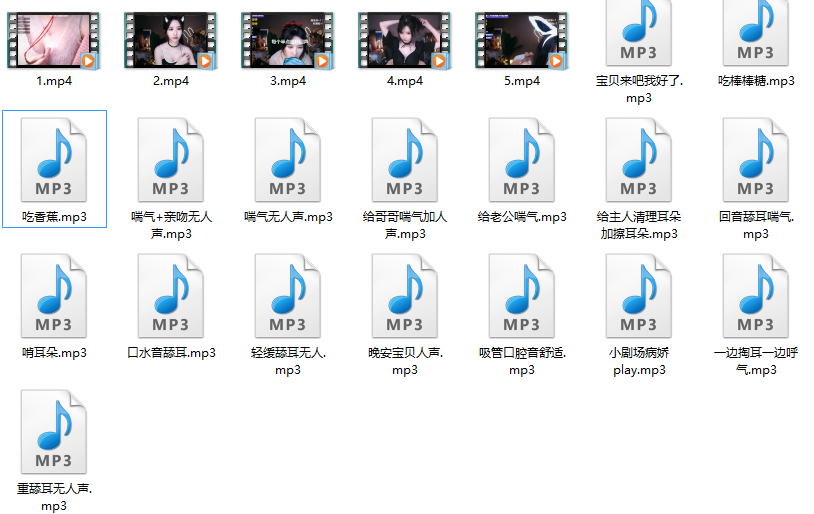 1.mp4
2.mp4
3.mp4
4.mp4
5.mp4
MP3
宝贝来吧我好了.
mp3
MP3
吃棒棒糖.mp3
MP3
吃香蕉.mp3
MP3
喘气+亲吻无人
声.mp3
MP3
喘气无人声.mp3
MP3
给哥哥喘气加人
声.mp3
MP3
给老公喘气.mp3
MP3
给主人清理耳朵
加擦耳朵.mp3
MP3
回音舔耳喘气.
mp3
MP3
啃耳朵.mp3
MP3
口水音舔耳.mp3
MP3
轻缓舔耳无人.
mp3
MP3
晚安宝贝人声.
mp3
MP3
吸管口腔音舒适.
mp3
MP3
小剧场病娇
play.mp3
MP3
一边掏耳一边呼
气.mp3
MP3
重舔耳无人声.
mp3